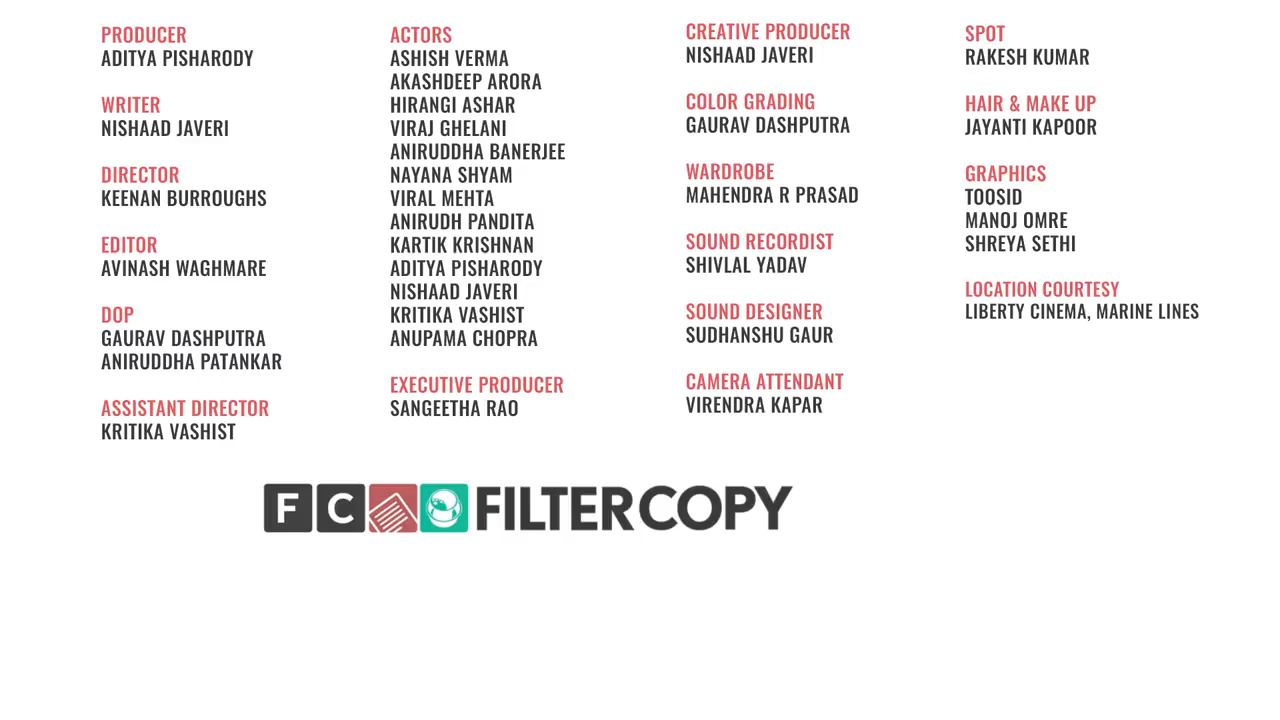 PRODUCER
ADITYA PISHARODY
WRITER
NISHAAD JAVERI
DIRECTOR
KEENAN BURROUGHS
EDITOR
AVINASH WAGHMARE
DOP
GAURAV DASHPUTRA
ANIRUDDHA PATANKAR
ASSISTANT DIRECTOR
KRITIKA VASHIST
ACTORS
ASHISH VERMA
AKASHDEEP ARORA
HIRANGI ASHAR
VIRAJ GHELANI
ANIRUDDHA BANERJEE
NAYANA SHYAM
VIRAL MEHTA
ANIRUDH PANDITA
KARTIK KRISHNAN
ADITYA PISHARODY
NISHAAD JAVERI
KRITIKA VASHIST
ANUPAMA CHOPRA
EXECUTIVE PRODUCER
SANGEETHA RAO
CREATIVE PRODUCER
NISHAAD JAVERI
COLOR GRADING
GAURAV DASHPUTRA
WARDROBE
MAHENDRA R PRASAD
SOUND RECORDIST
SHIVLAL YADAV
SOUND DESIGNER
SUDHANSHU GAUR
CAMERA ATTENDANT
VIRENDRA KAPAR
SPOT
RAKESH KUMAR
HAIR & MAKE UP
JAYANTI KAPOOR
GRAPHICS
TOOSID
MANOJ OMRE
SHREYA SETHI
LOCATION COURTESY
LIBERTY CINEMA, MARINE LINES
FC FILTERCOPY